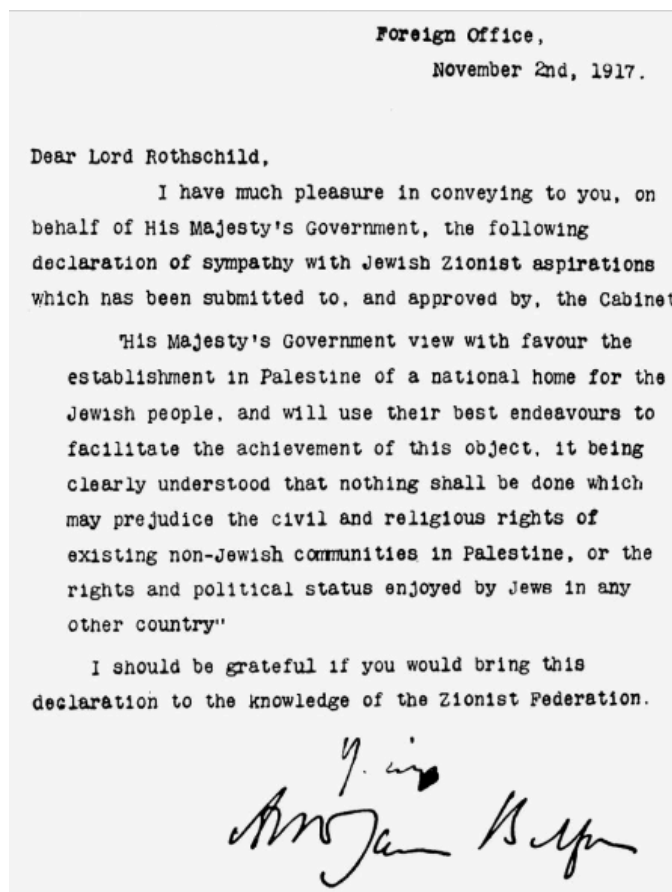 Foreign Office,
November 2nd, 1917.
Dear Lord Rothschild,
I have much pleasure in conveying to you, on
behalf of His Majesty's Government, the following
declaration of sympathy with Jewish Zionist aspirations
which has been submitted to, and approved by, the Cabinet
"His Majesty's Government view with favour the
establishment in Palestine of a national home for the
Jewish people, and will use their best endeavours to
facilitate the achievement of this object, it being
clearly understood that nothing shall be done which
may prejudice the civil and religious rights of
existing non-Jewish communities in Palestine, or the
rights and political status enjoyed by Jews in any
other country"
I should be grateful if you would bring this
declaration to the knowledge of the Zionist Federation.